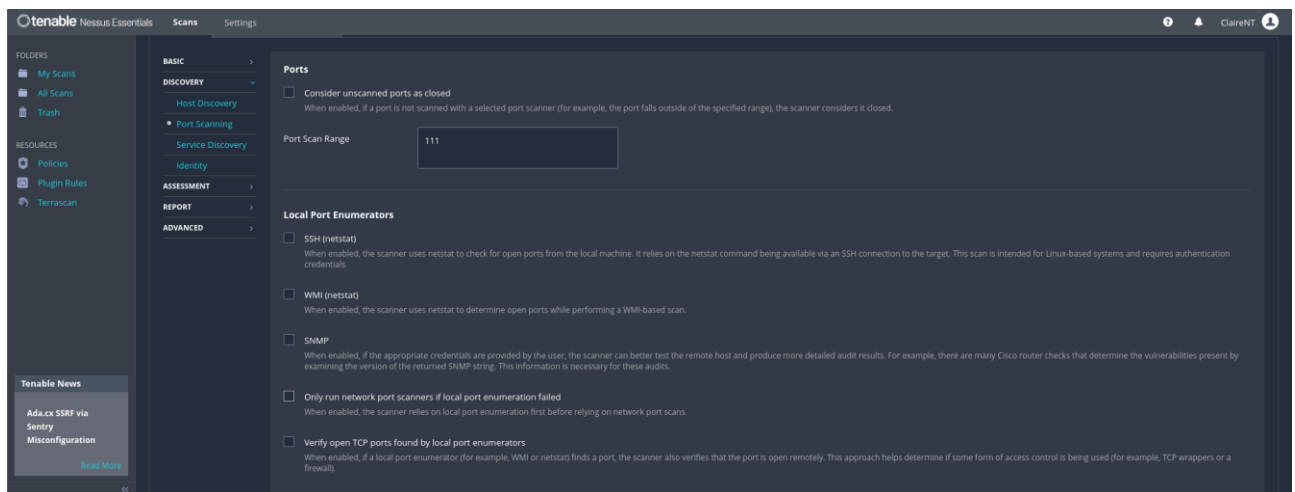 tenable Nessus Essentials
Scans
Settings
ClaireNT
FOLDERS
My Scans
All Scans
Trash
RESOURCES
Policies
Plugin Rules
Terrascan
Tenable News
Ada.cx SSRF via
Sentry
Misconfiguration
Read More
BASIC
DISCOVERY
Host Discovery
Port Scanning
Service Discovery
Identity
ASSESSMENT
REPORT
ADVANCED
Ports
Consider unscanned ports as closed
When enabled, if a port is not scanned with a selected port scanner (for example, the port falls outside of the specified range), the scanner considers it closed.
Port Scan Range
111
Local Port Enumerators
SSH (netstat)
When enabled, the scanner uses netstat to check for open ports from the local machine. It relies on the netstat command being available via an SSH connection to the target. This scan is intended for Linux-based systems and requires authentication
credentials.
WMI (netstat)
When enabled, the scanner uses netstat to determine open ports while performing a WMI-based scan.
SNMP
When enabled, if the appropriate credentials are provided by the user, the scanner can better test the remote host and produce more detailed audit results. For example, there are many Cisco router checks that determine the vulnerabilities present by
examining the version of the returned SNMP string. This information is necessary for these audits.
Only run network port scanners if local port enumeration failed
When enabled, the scanner relies on local port enumeration first before relying on network port scans.
Verify open TCP ports found by local port enumerators
When enabled, if a local port enumerator (for example, WMI or netstat) finds a port, the scanner also verifies that the port is open remotely. This approach helps determine if some form of access control is being used (for example, TCP wrappers or a
firewall).